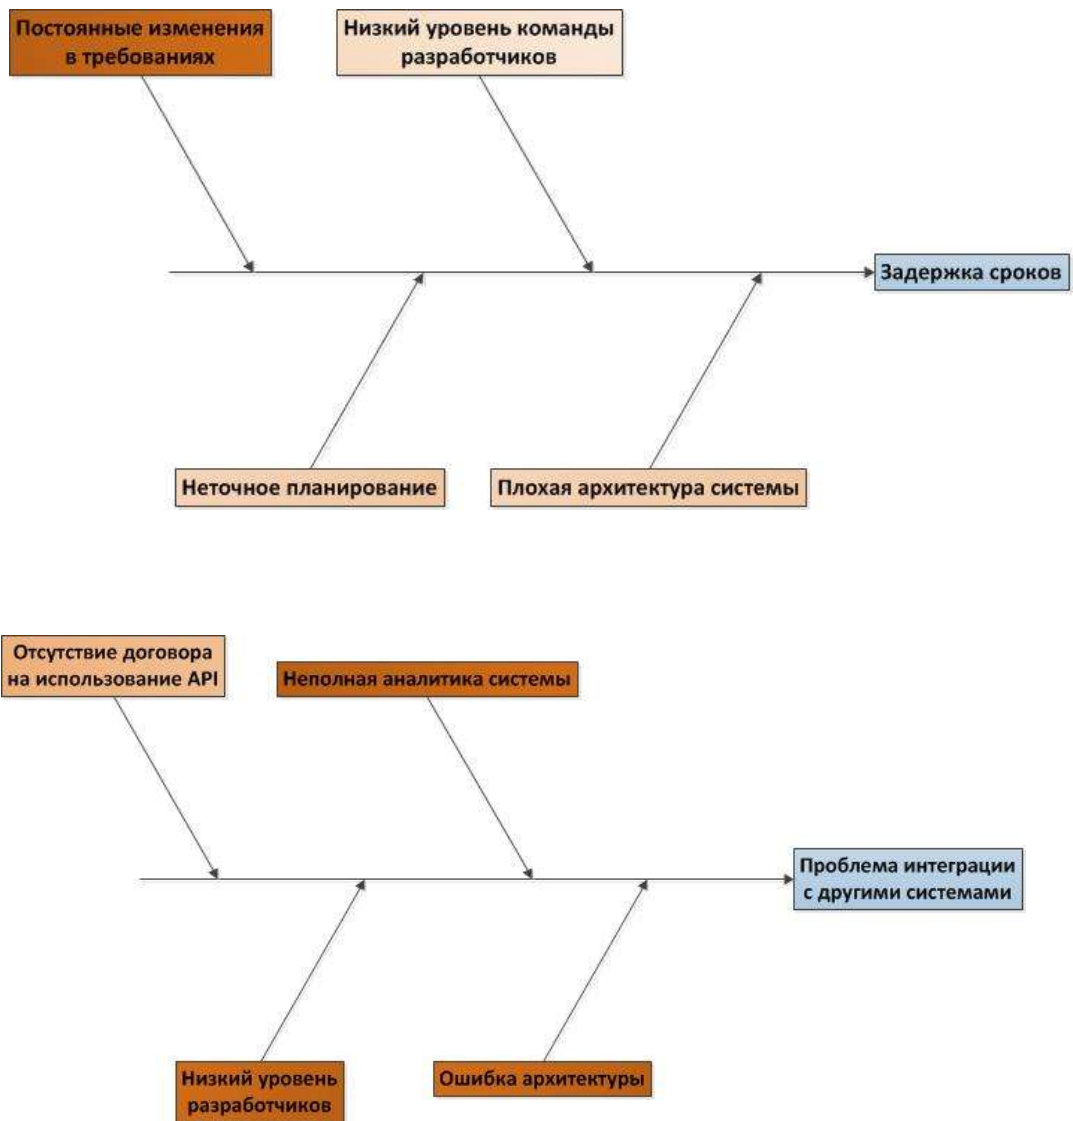 Постоянные изменения
в требованиях
Низкий уровень команды
разработчиков
Задержка сроков
Неточное планирование
Плохая архитектура системы
Отсутствие договора
на использование API
Неполная аналитика системы
Проблема интеграции
с другими системами
Низкий уровень
разработчиков
Ошибка архитектуры